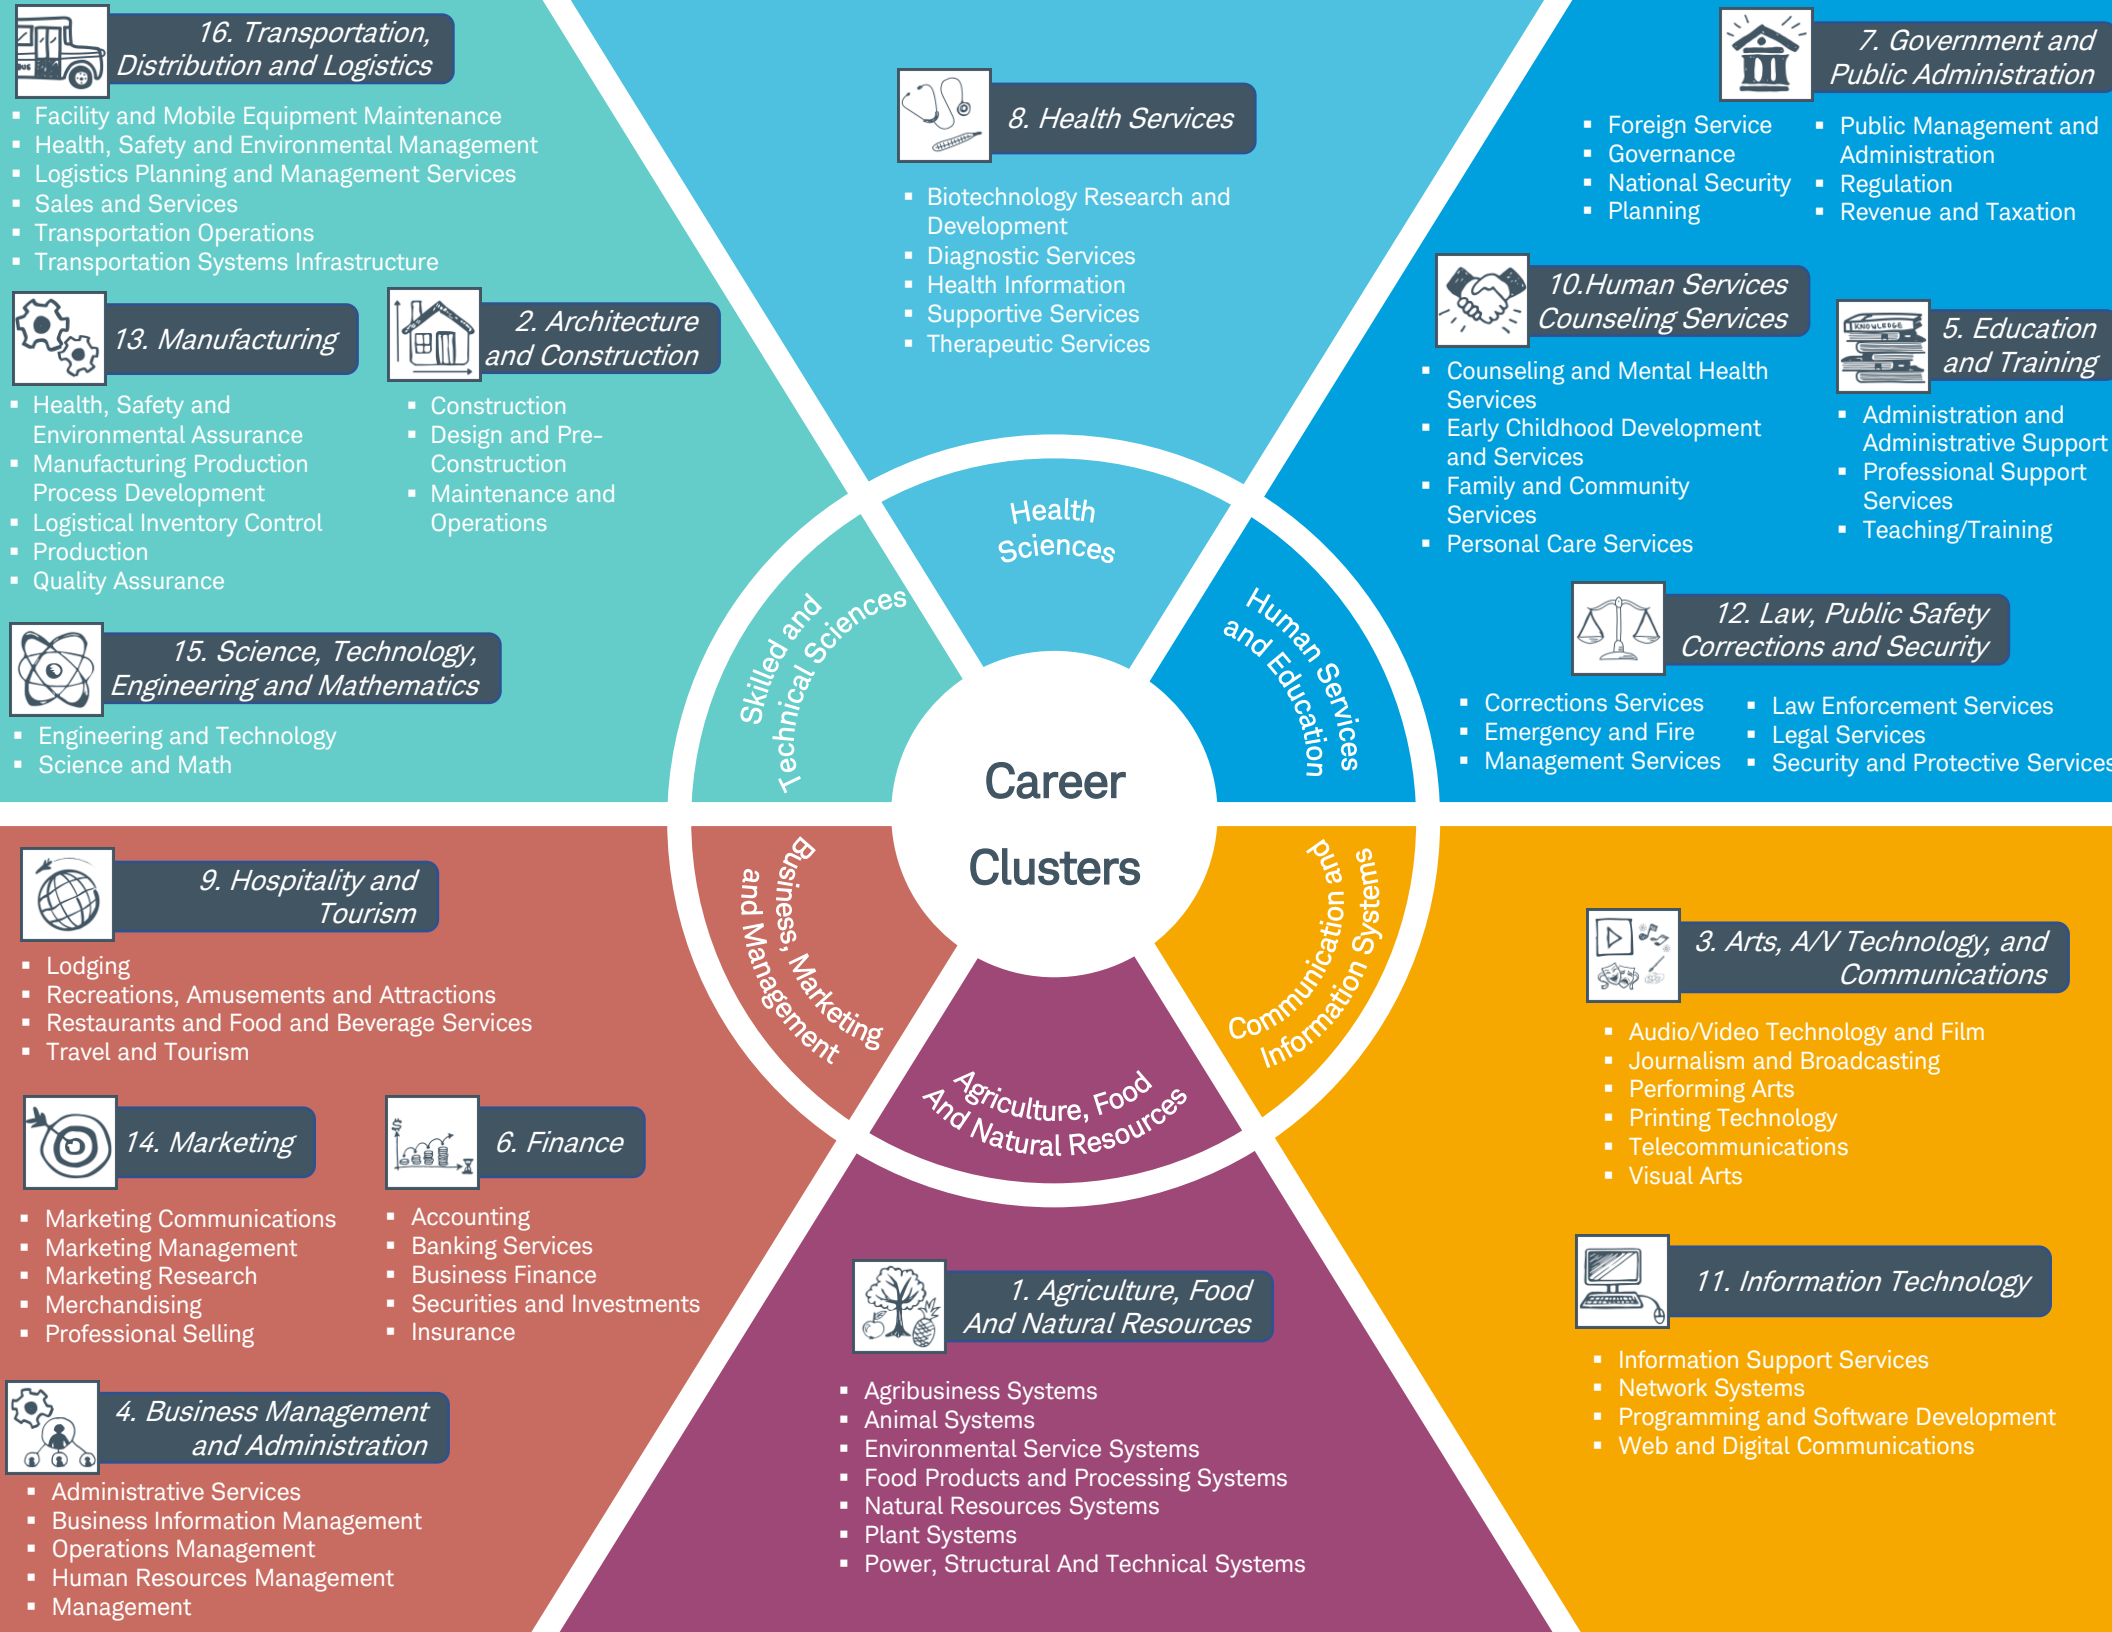 16. Transportation,
Distribution and Logistics
Facility and Mobile Equipment Maintenance
Health, Safety and Environmental Management
Logistics Planning and Management Services
Sales and Services
Transportation Operations
Transportation Systems Infrastructure
13. Manufacturing
Health, Safety and
Environmental Assurance
Manufacturing Production
Process Development
Logistical Inventory Control
Production
Quality Assurance
2. Architecture
and Construction
Construction
Design and Pre-
Construction
Maintenance and
Operations
15. Science, Technology,
Engineering and Mathematics
Engineering and Technology
Science and Math
8. Health Services
Biotechnology Research and
Development
Diagnostic Services
Health Information
Supportive Services
Therapeutic Services
7. Government and
Public Administration
Foreign Service
Governance
National Security
Planning
Public Management and
Administration
Regulation
Revenue and Taxation
10.Human Services
Counseling Services
Counseling and Mental Health
Services
Early Childhood Development
and Services
Family and Community
Services
Personal Care Services
KNOWLEDGE
5. Education
and Training
Administration and
Administrative Support
Professional Support
Services
Teaching/Training
12. Law, Public Safety
Corrections and Security
Corrections Services
Emergency and Fire
Management Services
Law Enforcement Services
Legal Services
Security and Protective Services
Health
Sciences
Skilled and
Technical Sciences
Human Services
and Education
Career
Clusters
Business, Marketing
and Management
Communication and
Information Systems
Agriculture, Food
And Natural Resources
9. Hospitality and
Tourism
Lodging
Recreations, Amusements and Attractions
Restaurants and Food and Beverage Services
Travel and Tourism
14. Marketing
Marketing Communications
Marketing Management
Marketing Research
Merchandising
Professional Selling
$
6. Finance
Accounting
Banking Services
Business Finance
Securities and Investments
Insurance
4. Business Management
and Administration
Administrative Services
Business Information Management
Operations Management
Human Resources Management
Management
1. Agriculture, Food
And Natural Resources
Agribusiness Systems
Animal Systems
Environmental Service Systems
Food Products and Processing Systems
Natural Resources Systems
Plant Systems
Power, Structural And Technical Systems
3. Arts, A/V Technology, and
Communications
Audio/Video Technology and Film
Journalism and Broadcasting
Performing Arts
Printing Technology
Telecommunications
Visual Arts
11. Information Technology
Information Support Services
Network Systems
Programming and Software Development
Web and Digital Communications